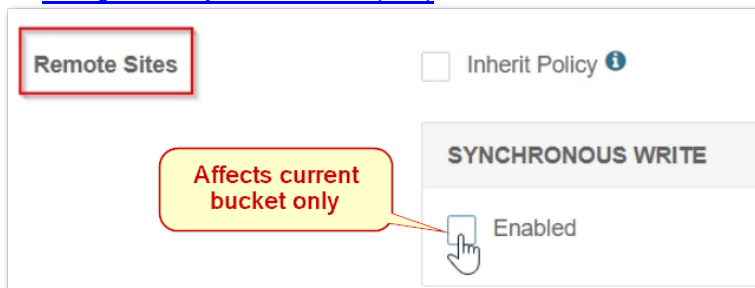 Remote Sites
Inherit Policy
SYNCHRONOUS WRITE
Affects current
bucket only
Enabled